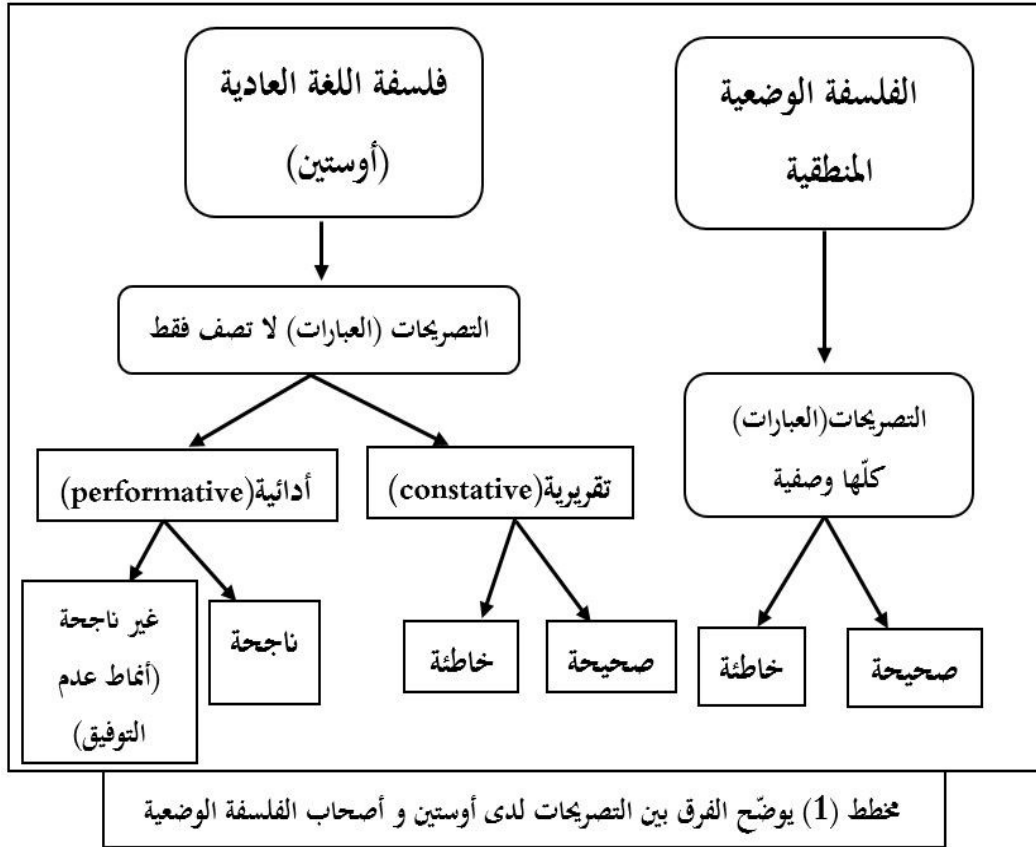 الفلسفة الوضعية
المنطقية
فلسفة اللغة العادية
(أوستين)
التصريحات (العبارات) لا تصف فقط
التصريحات(العبارات)
كلّها وصفية
تقريرية(constative)
أدائية(performative)
صحيحة
خاطئة
صحيحة
خاطئة
ناجحة
غير ناجحة
(أنماط عدم
التوفيق)
مخطط (1) يوضّح الفرق بين التصريحات لدى أوستين و أصحاب الفلسفة الوضعية